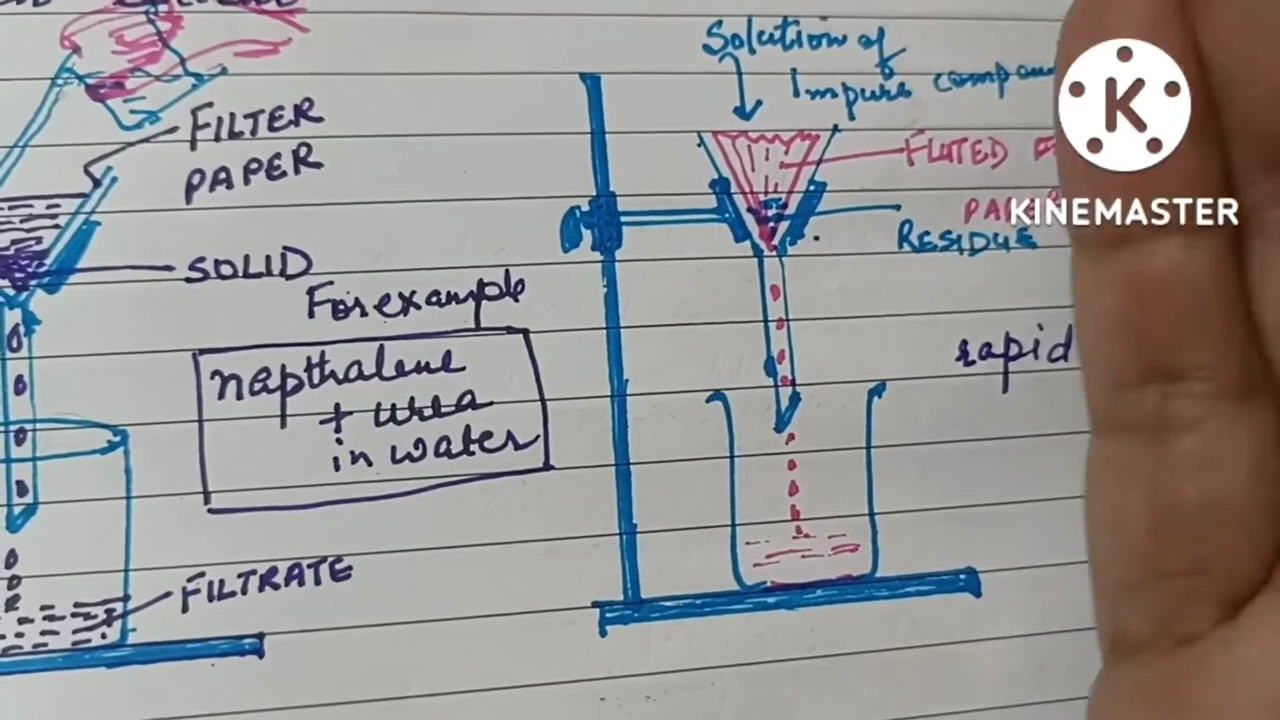 FILTER
PAPER
SOLID
For example
napthalene
+ urea
in water
FILTRATE
Solution of
Impure
FLUTED
PAPER
RESIDUE
rapid
K
KINEMASTER